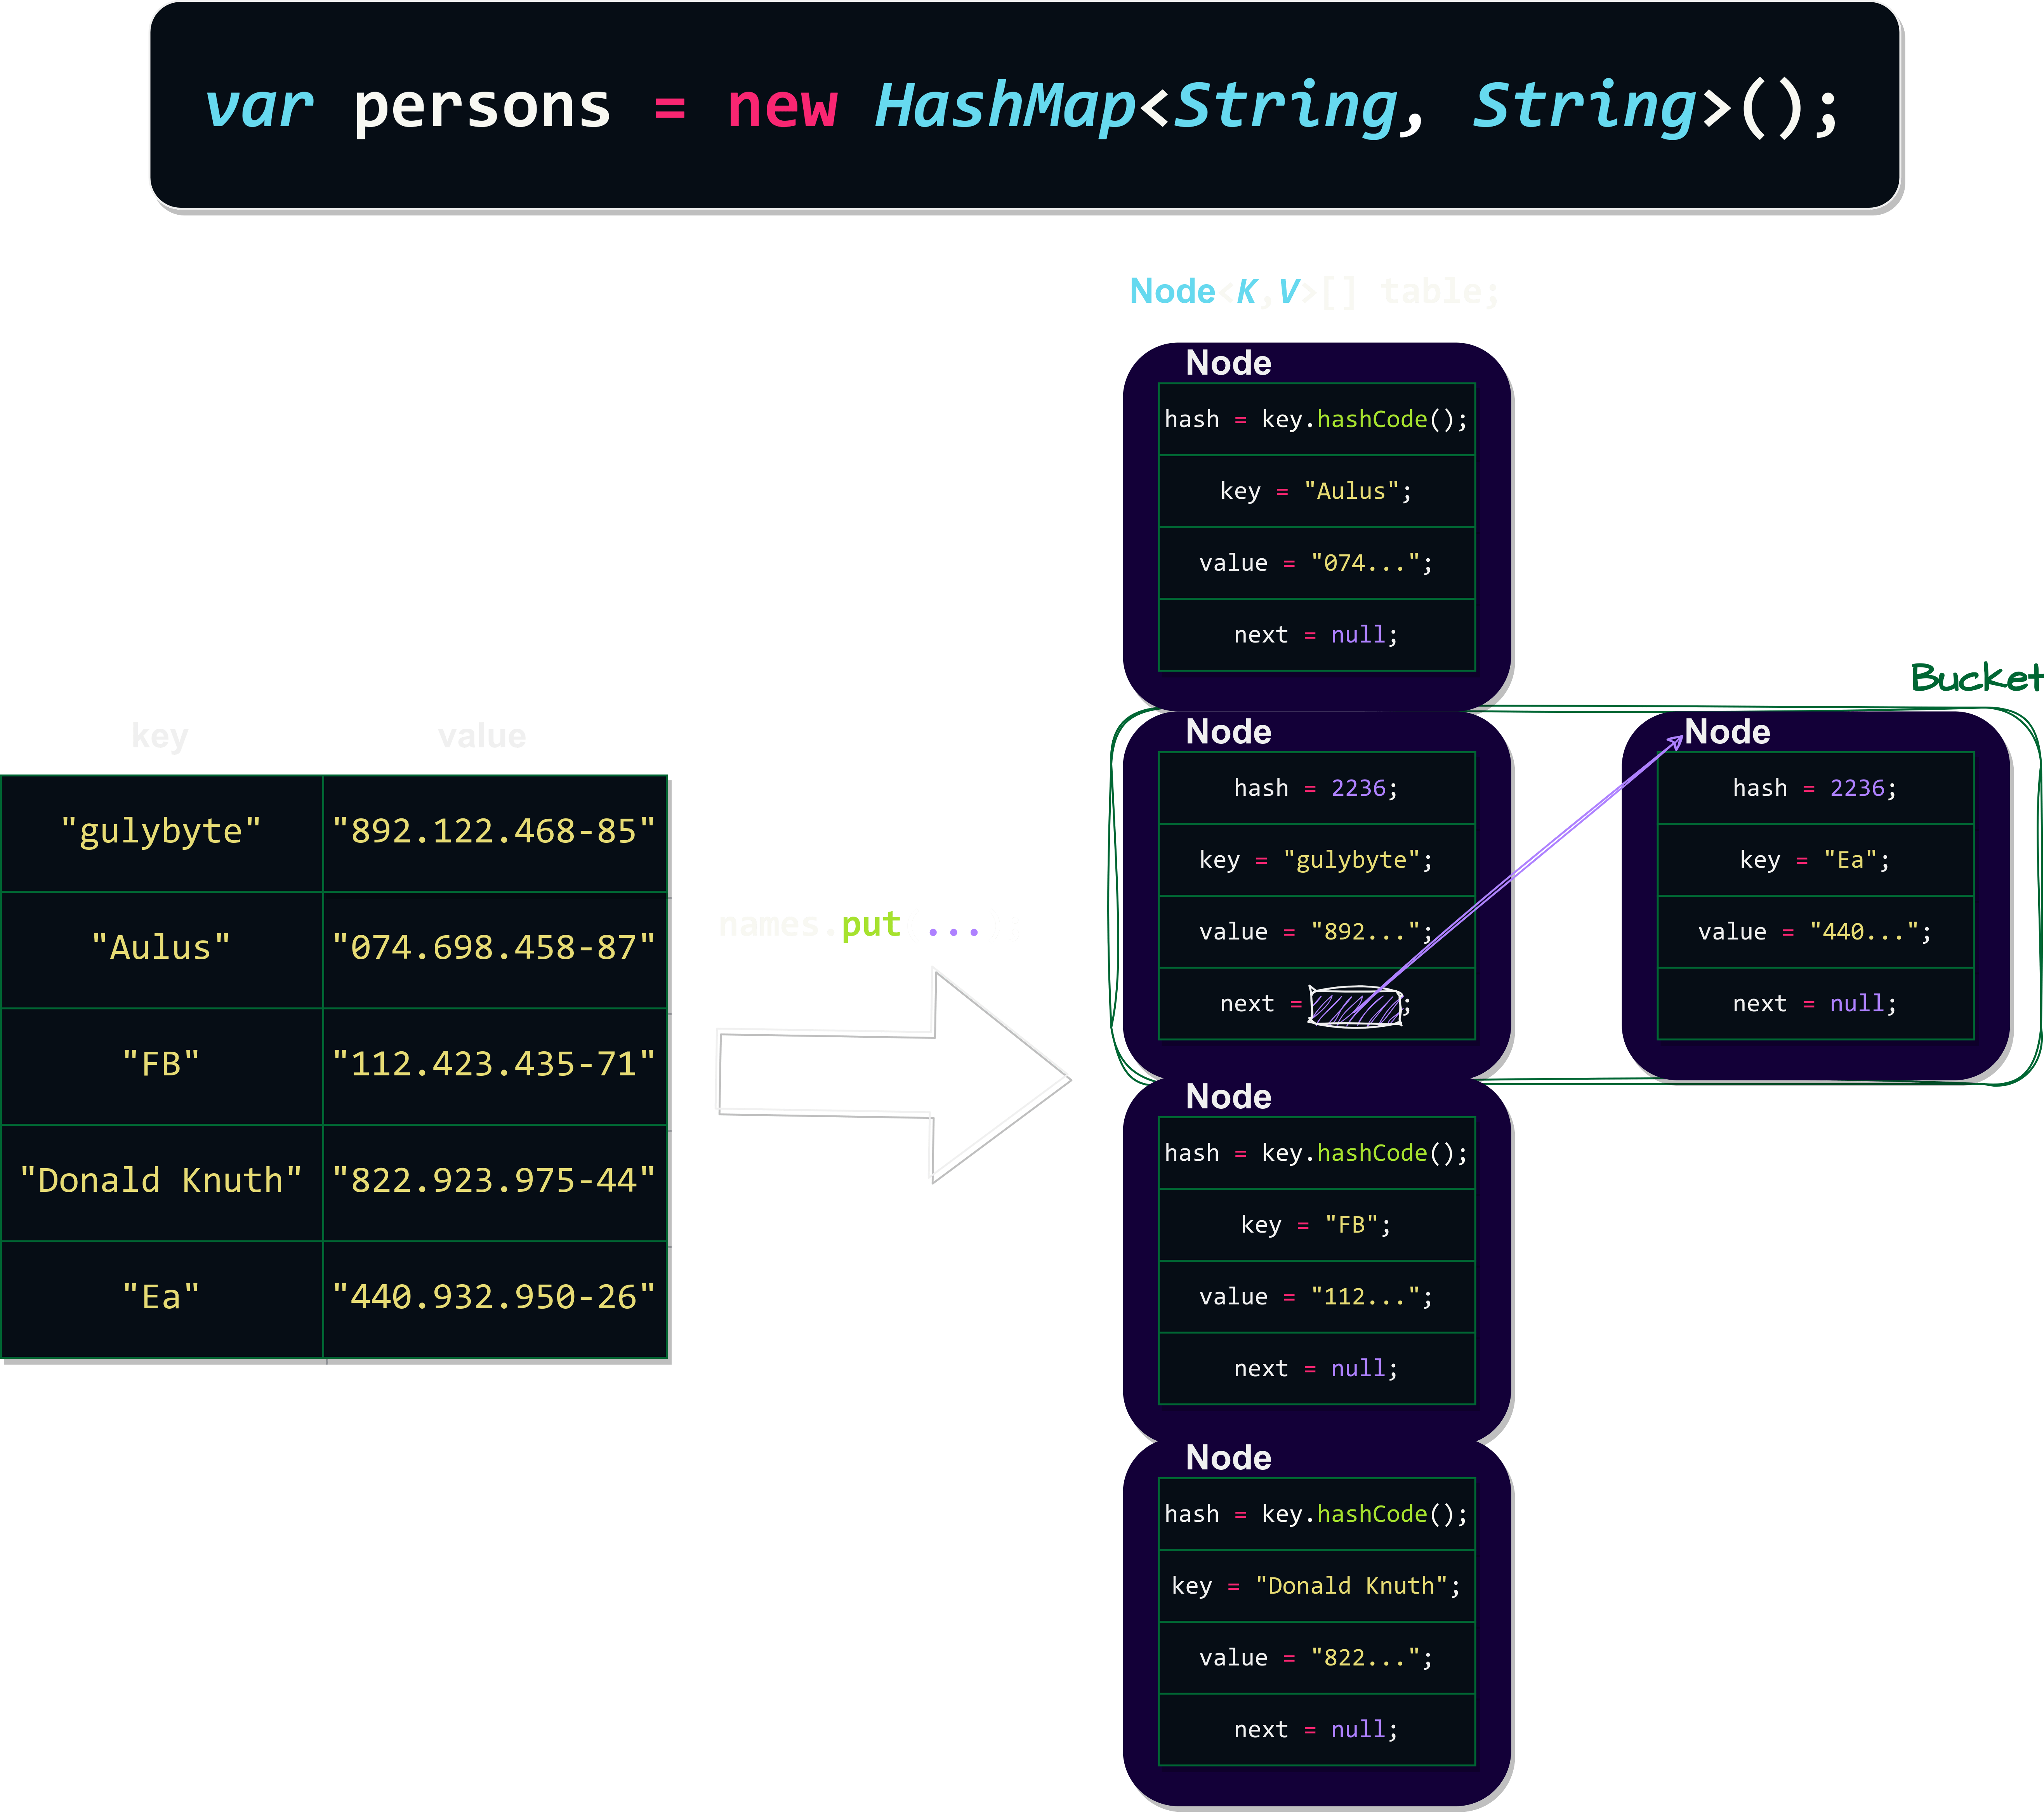 var persons = new HashMap<String, String>();
Node<K,V>[] table;
key value
"gulybyte" "892.122.468-85"
"Aulus" "074.698.458-87"
"FB" "112.423.435-71"
"Donald Knuth" "822.923.975-44"
"Ea" "440.932.950-26"
names.put ...
Node
hash = key.hashCode();
key = "Aulus";
value = "074...";
next = null;
Bucket
Node
hash = 2236;
key = "gulybyte";
value = "892...";
next = ;
Node
hash = 2236;
key = "Ea";
value = "440...";
next = null;
Node
hash = key.hashCode();
key = "FB";
value = "112...";
next = null;
Node
hash = key.hashCode();
key = "Donald Knuth";
value = "822...";
next = null;